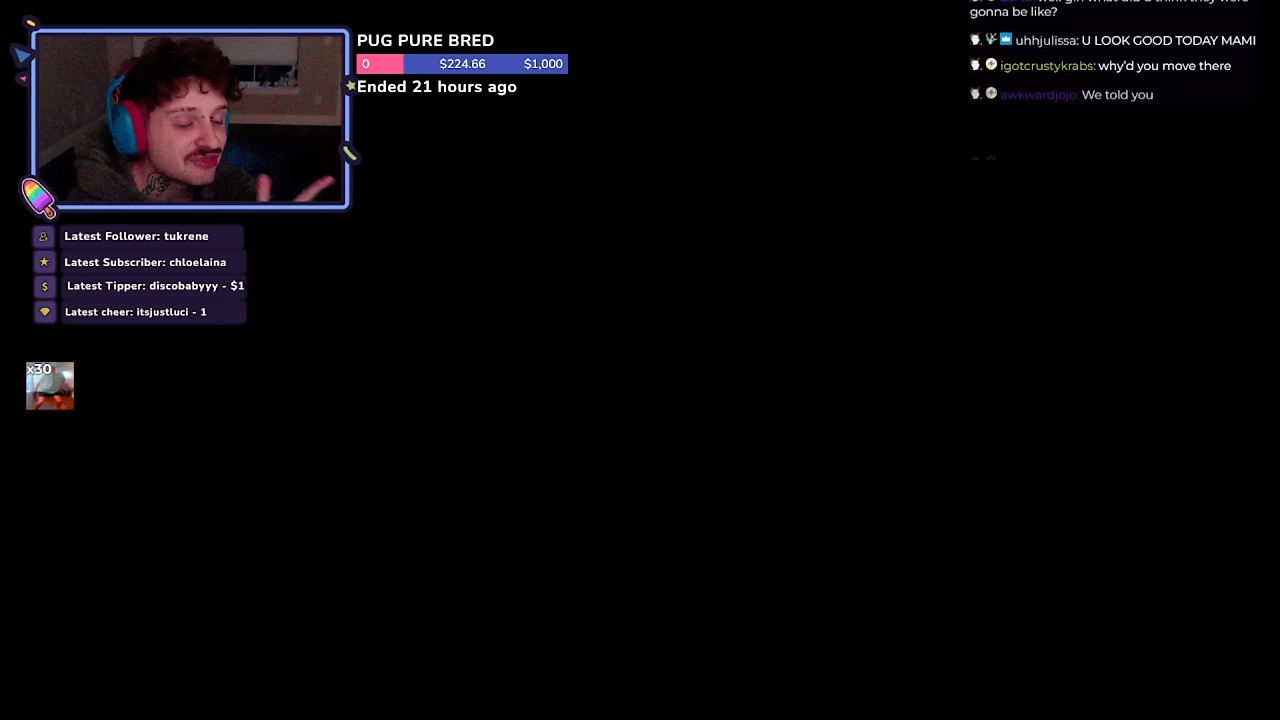 PUG PURE BRED
0 $224.66 $1,000
Ended 21 hours ago
Latest Follower: tukrene
Latest Subscriber: chloelaina
Latest Tipper: discobabyyy - $1
Latest cheer: itsjustluci - 1
x30
gonna be like?
uhhjulissa: U LOOK GOOD TODAY MAMI
igotcrustykrabs: why'd you move there
awkwardjojo: We told you